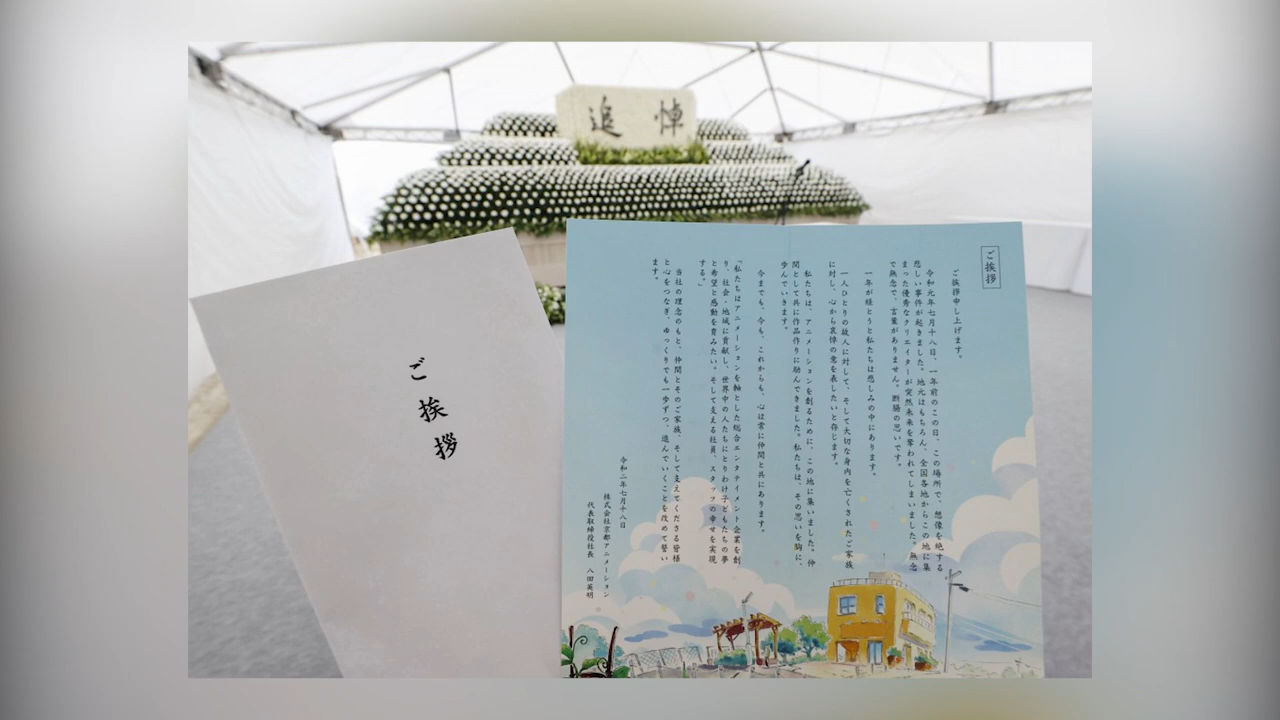 追悼
ご挨拶
ご挨拶
ご挨拶申し上げます。
令和元年七月十八日、一年前のこの日、この場所で、想像を絶する
悲しい事件が起きました。地元はもちろん、全国各地からこの地に集
まった優秀なクリエイターが突然未来を奪われてしまいました。無念
で無念で、言葉がありません。断腸の思いです。
一年が経とうと私たちは悲しみの中にあります。
一人ひとりの故人に対して、そして大切な身内を亡くされたご家族
に対し、心から哀悼の意を表したいと存じます。
私たちは、アニメーションを創るために、この地に集いました。仲
間として共に作品作りに励んできました。私たちは、その思いを胸に、
歩んでいきます。
今までも、今も、これからも、心は常に仲間と共にあります。
「私たちはアニメーションを軸とした総合エンタテイメント企業を創
り、社会・地域に貢献し、世界中の人たちにとりわけ子どもたちの夢
と希望と感動を育みたい。そして支える社員、スタッフの幸せを実現
する。」
当社の理念のもと、仲間とそのご家族、そして支えてくださる皆様
と心をつなぎ、ゆっくりでも一歩ずつ、進んでいくことを改めて誓い
ます。
令和二年七月十八日
株式会社京都アニメーション
代表取締役社長 八田英明